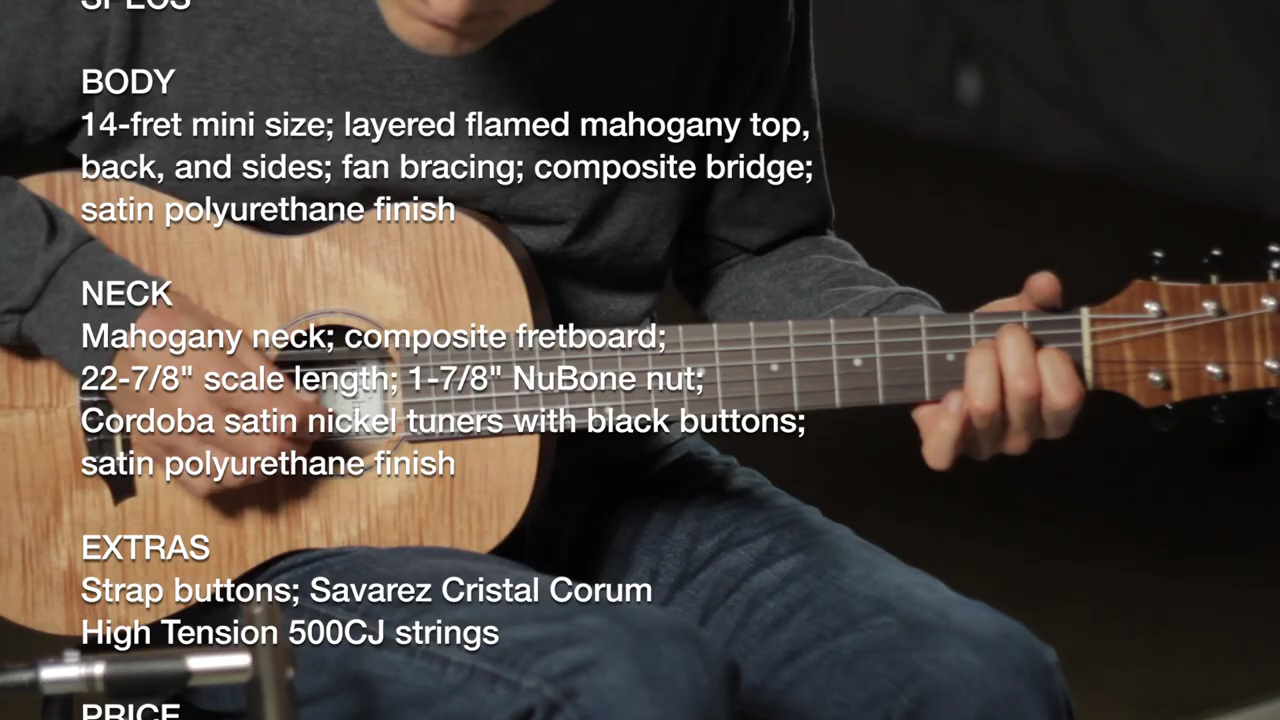 SPECS
BODY
14-fret mini size; layered flamed mahogany top,
back, and sides; fan bracing; composite bridge;
satin polyurethane finish
NECK
Mahogany neck; composite fretboard;
22-7/8" scale length; 1-7/8" NuBone nut;
Cordoba satin nickel tuners with black buttons;
satin polyurethane finish
EXTRAS
Strap buttons; Savarez Cristal Corum
High Tension 500CJ strings
PRICE